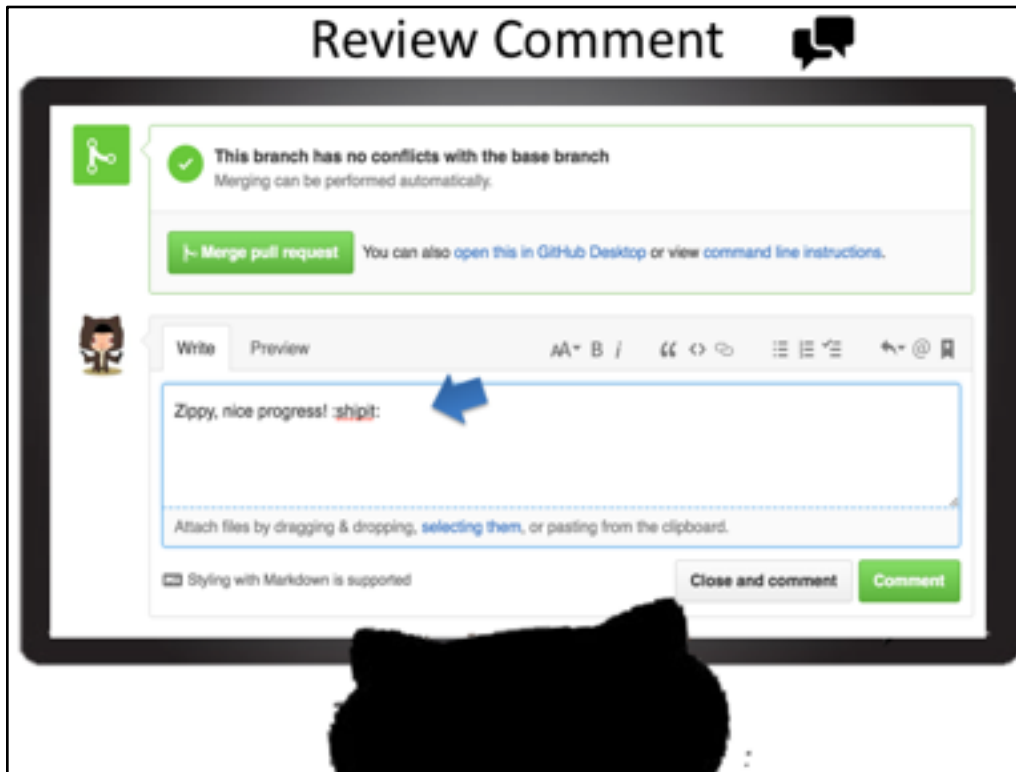 Review Comment
This branch has no conflicts with the base branch
Merging can be performed automatically.
Merge pull request You can also open this in GitHub Desktop or view command line instructions.
Write Preview AA B i “ <> @
Zippy, nice progress! :shipit:
Attach files by dragging & dropping, selecting them, or pasting from the clipboard.
Styling with Markdown is supported Close and comment Comment